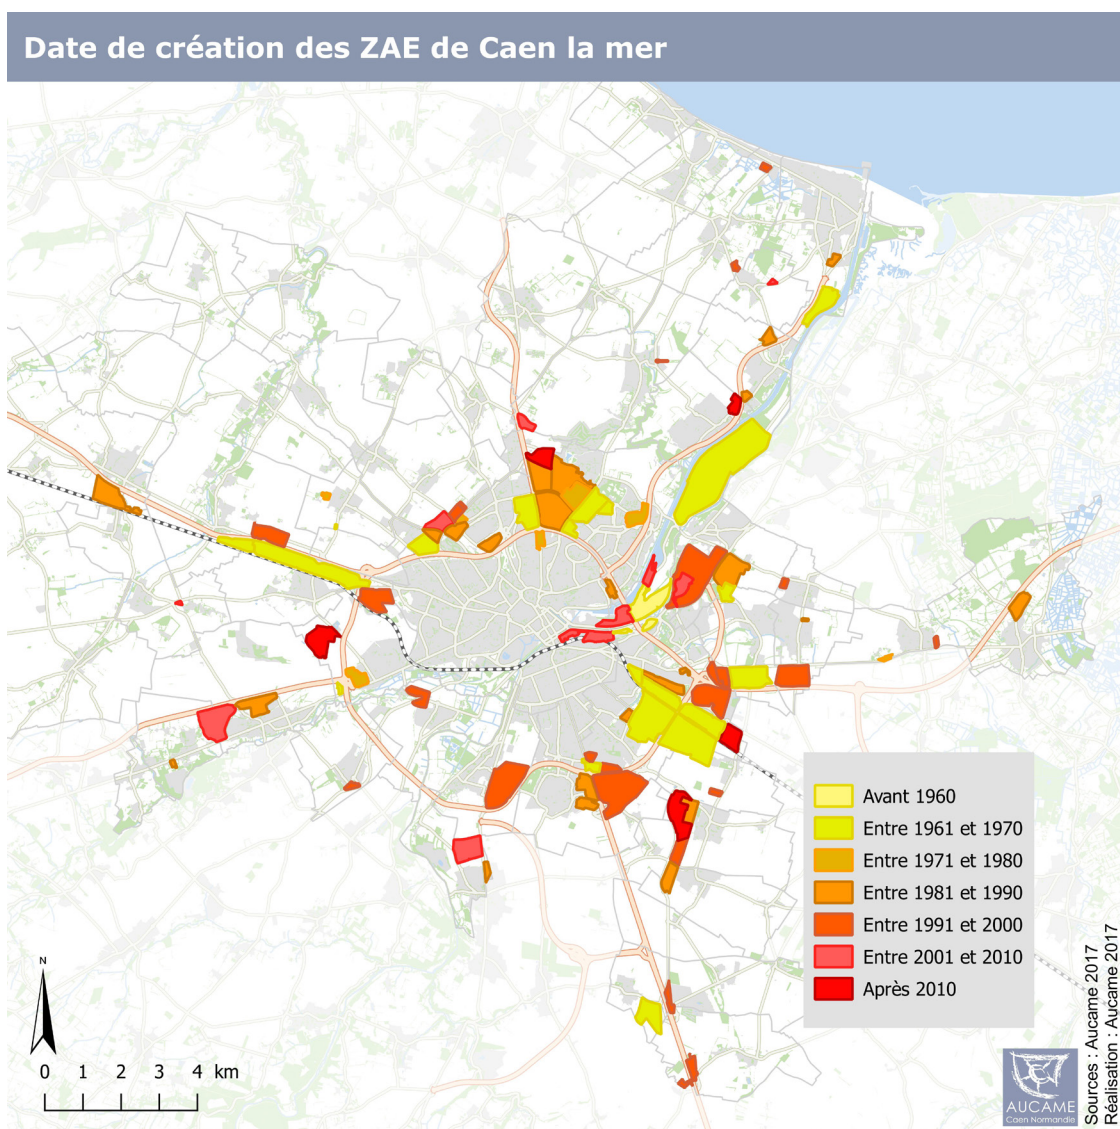 Date de création des ZAE de Caen la mer
Avant 1960
Entre 1961 et 1970
Entre 1971 et 1980
Entre 1981 et 1990
Entre 1991 et 2000
Entre 2001 et 2010
Après 2010
N
0 1 2 3 4 km
AUCAME
Caen Normandie
Sources : Aucame 2017
Réalisation : Aucame 2017